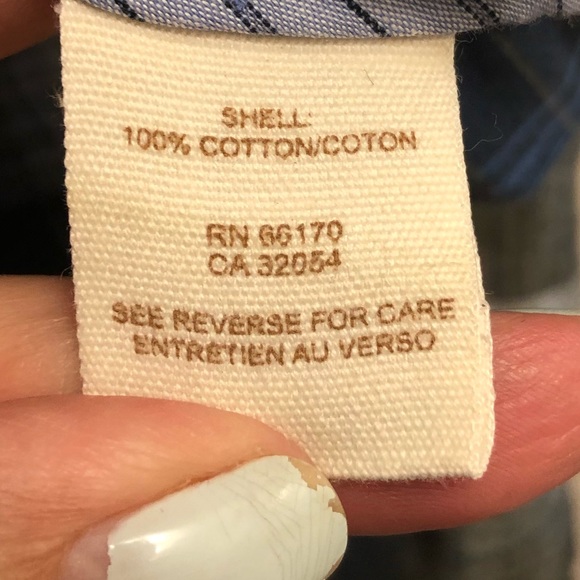 SHELL:
100% COTTON/COTON
RN 66170
CA 32054
SEE REVERSE FOR CARE
ENTRETIEN AU VERSO